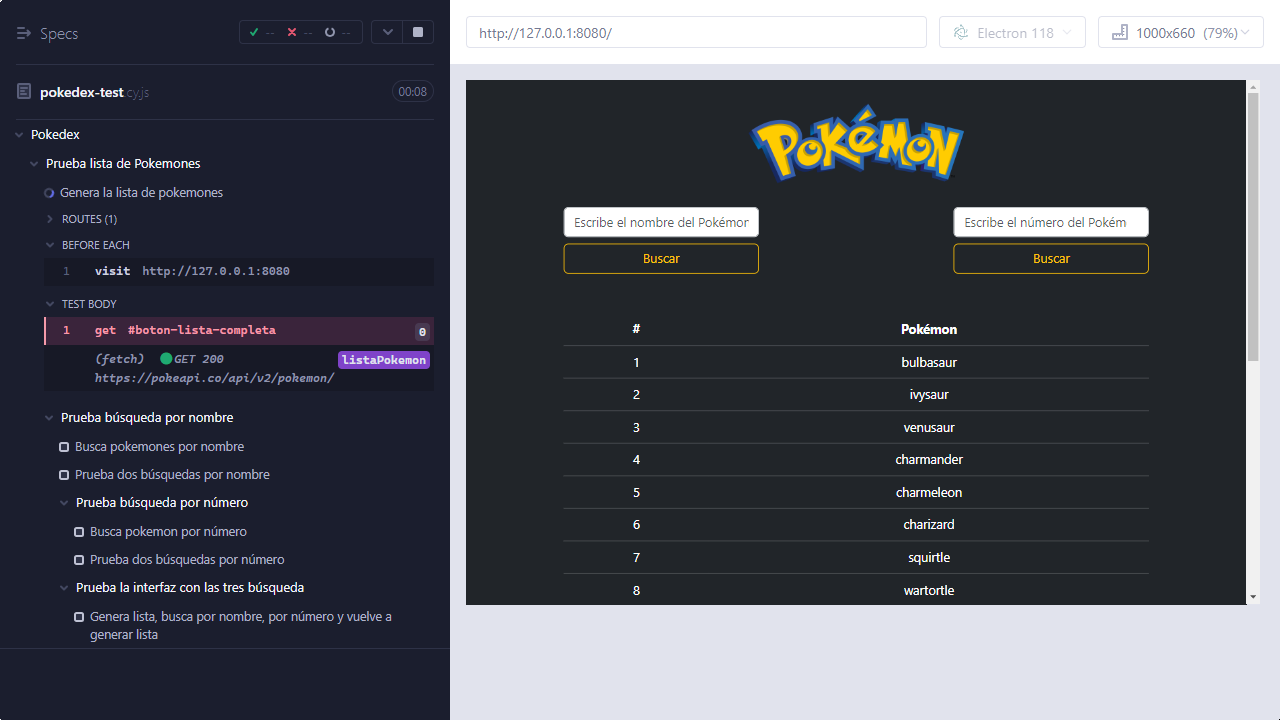 Specs
-- -- --
pokedex-test.cy.js 00:08
Pokedex
Prueba lista de Pokemones
Genera la lista de pokemones
ROUTES (1)
BEFORE EACH
1 visit http://127.0.0.1:8080
TEST BODY
1 get #boton-lista-completa 0
(fetch) GET 200 listaPokemon
https://pokeapi.co/api/v2/pokemon/
Prueba búsqueda por nombre
Busca pokemones por nombre
Prueba dos búsquedas por nombre
Prueba búsqueda por número
Busca pokemon por número
Prueba dos búsquedas por número
Prueba la interfaz con las tres búsqueda
Genera lista, busca por nombre, por número y vuelve a
generar lista
http://127.0.0.1:8080/ Electron 118 1000x660 (79%)
POKÉMON
Escribe el nombre del Pokémon Escribe el número del Pokém
Buscar Buscar
# Pokémon
1 bulbasaur
2 ivysaur
3 venusaur
4 charmander
5 charmeleon
6 charizard
7 squirtle
8 wartortle